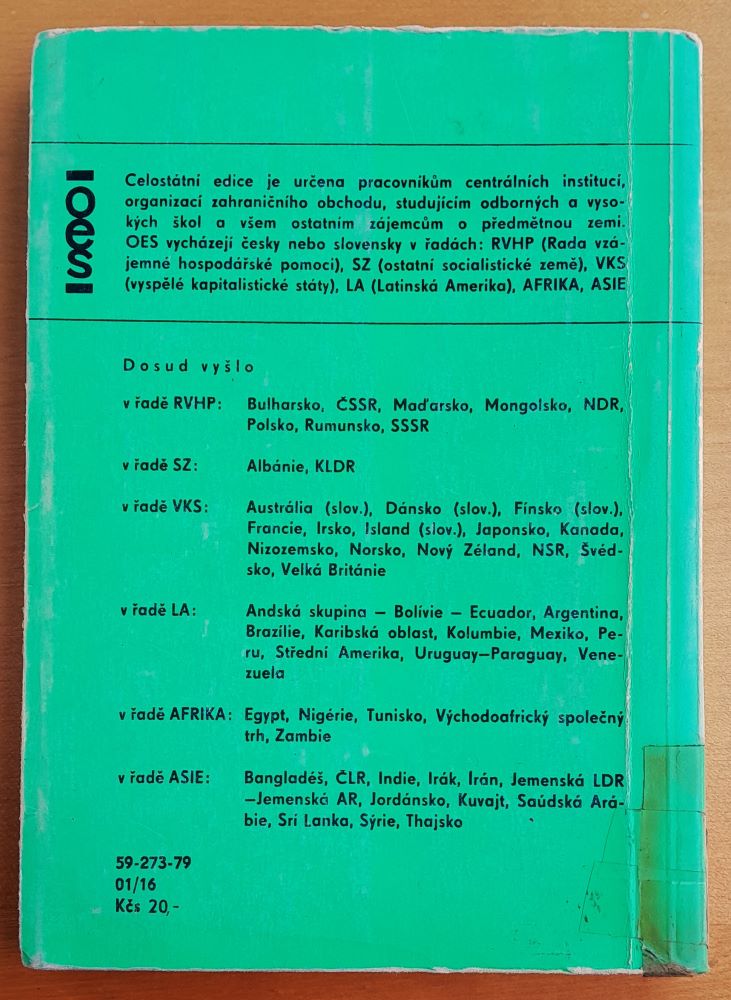 OES
Celostátní edice je určena pracovníkům centrálních institucí,
organizací zahraničního obchodu, studujícím odborných a vyso-
kých škol a všem ostatním zájemcům o předmětnou zemi.
OES vycházejí česky nebo slovensky v řadách: RVHP (Rada vzá-
jemné hospodářské pomoci), SZ (ostatní socialistické země), VKS
(vyspělé kapitalistické státy), LA (Latinská Amerika), AFRIKA, ASIE
Dosud vyšlo
v řadě RVHP: Bulharsko, ČSSR, Maďarsko, Mongolsko, NDR,
Polsko, Rumunsko, SSSR
v řadě SZ: Albánie, KLDR
v řadě VKS: Austrália (slov.), Dánsko (slov.), Fínsko (slov.),
Francie, Irsko, Island (slov.), Japonsko, Kanada,
Nizozemsko, Norsko, Nový Zéland, NSR, Švéd-
sko, Velká Británie
v řadě LA: Andská skupina – Bolívie – Ecuador, Argentina,
Brazílie, Karibská oblast, Kolumbie, Mexiko, Pe-
ru, Střední Amerika, Uruguay–Paraguay, Vene-
zuela
v řadě AFRIKA: Egypt, Nigérie, Tunisko, Východoafrický společný
trh, Zambie
v řadě ASIE: Bangladéš, ČLR, Indie, Irák, Írán, Jemenská LDR
–Jemenská AR, Jordánsko, Kuvajt, Saúdská Ará-
bie, Srí Lanka, Sýrie, Thajsko
59-273-79
01/16
Kčs 20,-